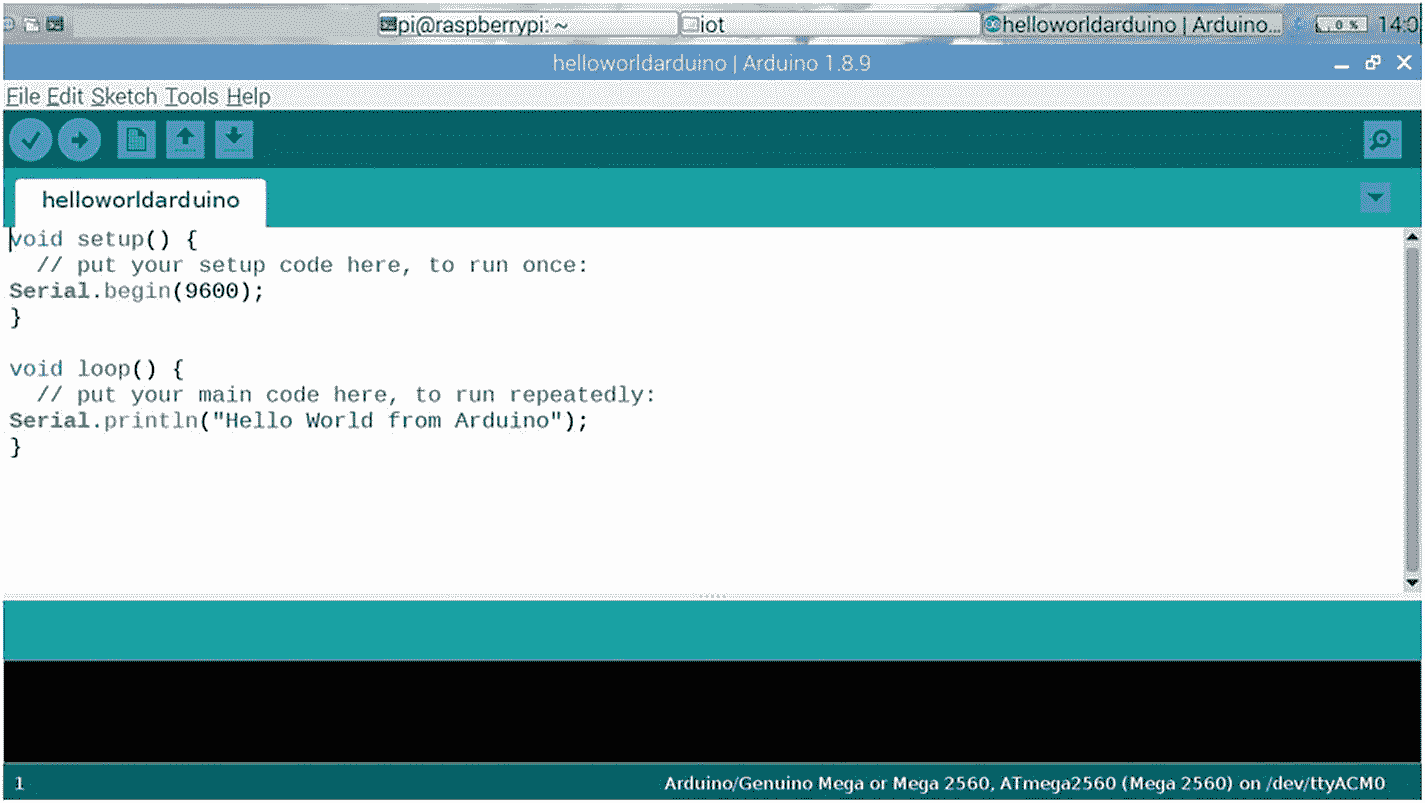 pi@raspberrypi: ~ iot helloworldarduino | Arduino... 0 % 14:0
helloworldarduino | Arduino 1.8.9
File Edit Sketch Tools Help
helloworldarduino
void setup() {
  // put your setup code here, to run once:
Serial.begin(9600);
}
void loop() {
  // put your main code here, to run repeatedly:
Serial.println("Hello World from Arduino");
}
1 Arduino/Genuino Mega or Mega 2560, ATmega2560 (Mega 2560) on /dev/ttyACM0